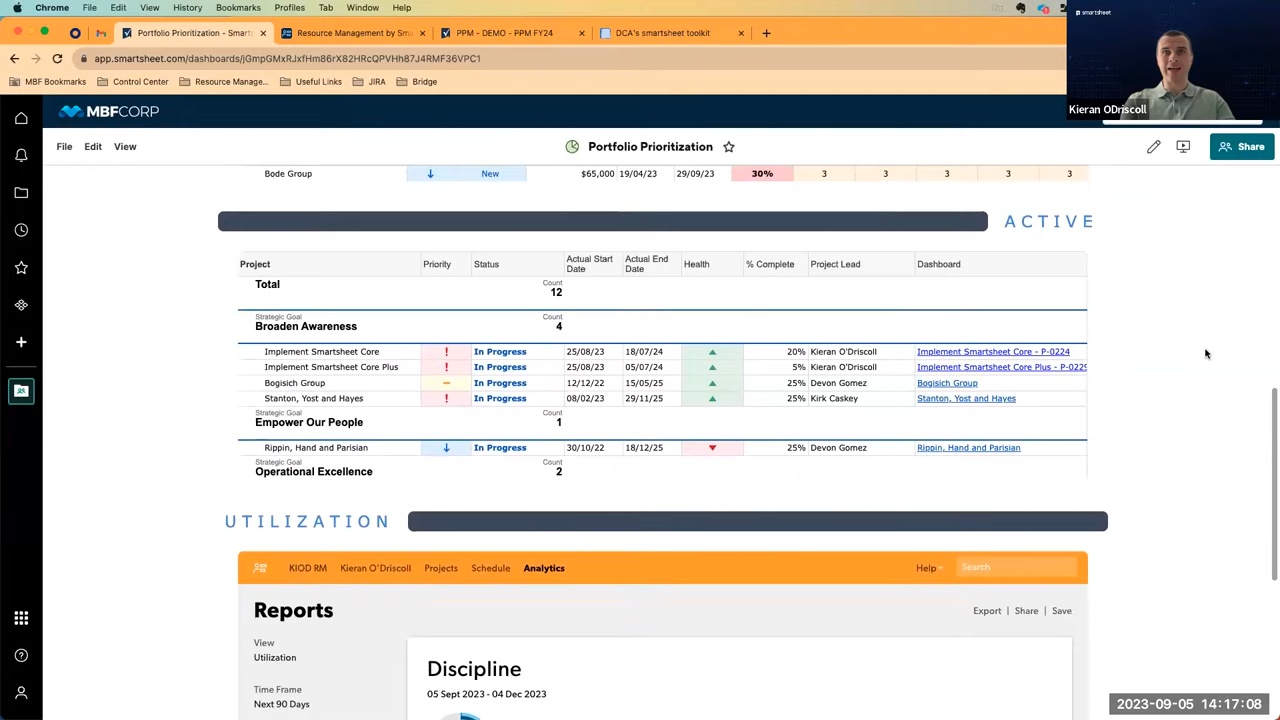 Chrome File Edit View History Bookmarks Profiles Tab Window Help
smartsheet
Portfolio Prioritization - Smarts
Resource Management by Sma
PPM - DEMO - PPM FY24
DCA's smartsheet toolkit
app.smartsheet.com/dashboards/jGmpGMxRJxfHm86rX82HRcQPVHh87J4RMF36VPC1
MBF Bookmarks Control Center Resource Manage... Useful Links JIRA Bridge
Kieran ODriscoll
MBFCORP
File Edit View
Portfolio Prioritization
Share
Bode Group New $65,000 19/04/23 29/09/23 30% 3 3 3 3 3
ACTIVE
Project Priority Status Actual Start Date Actual End Date Health % Complete Project Lead Dashboard
Total Count 12
Strategic Goal Count
Broaden Awareness 4
Implement Smartsheet Core ! In Progress 25/08/23 18/07/24 20% Kieran O'Driscoll Implement Smartsheet Core - P-0224
Implement Smartsheet Core Plus ! In Progress 25/08/23 05/07/24 5% Kieran O'Driscoll Implement Smartsheet Core Plus - P-0229
Bogisich Group In Progress 12/12/22 15/05/25 25% Devon Gomez Bogisich Group
Stanton, Yost and Hayes ! In Progress 08/02/23 29/11/25 25% Kirk Caskey Stanton, Yost and Hayes
Strategic Goal Count
Empower Our People 1
Rippin, Hand and Parisian In Progress 30/10/22 18/12/25 25% Devon Gomez Rippin, Hand and Parisian
Strategic Goal Count
Operational Excellence 2
UTILIZATION
KIOD RM Kieran O'Driscoll Projects Schedule Analytics Help Search
Reports
Export | Share | Save
View
Utilization
Time Frame
Next 90 Days
Discipline
05 Sept 2023 - 04 Dec 2023
2023-09-05 14:17:08